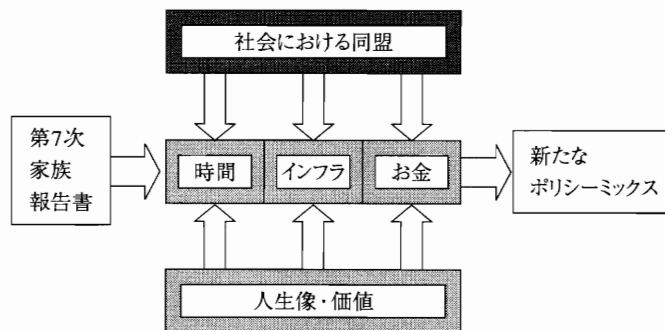 社会における同盟
第7次
家族
報告書
時間
インフラ
お金
新たな
ポリシーミックス
人生像・価値